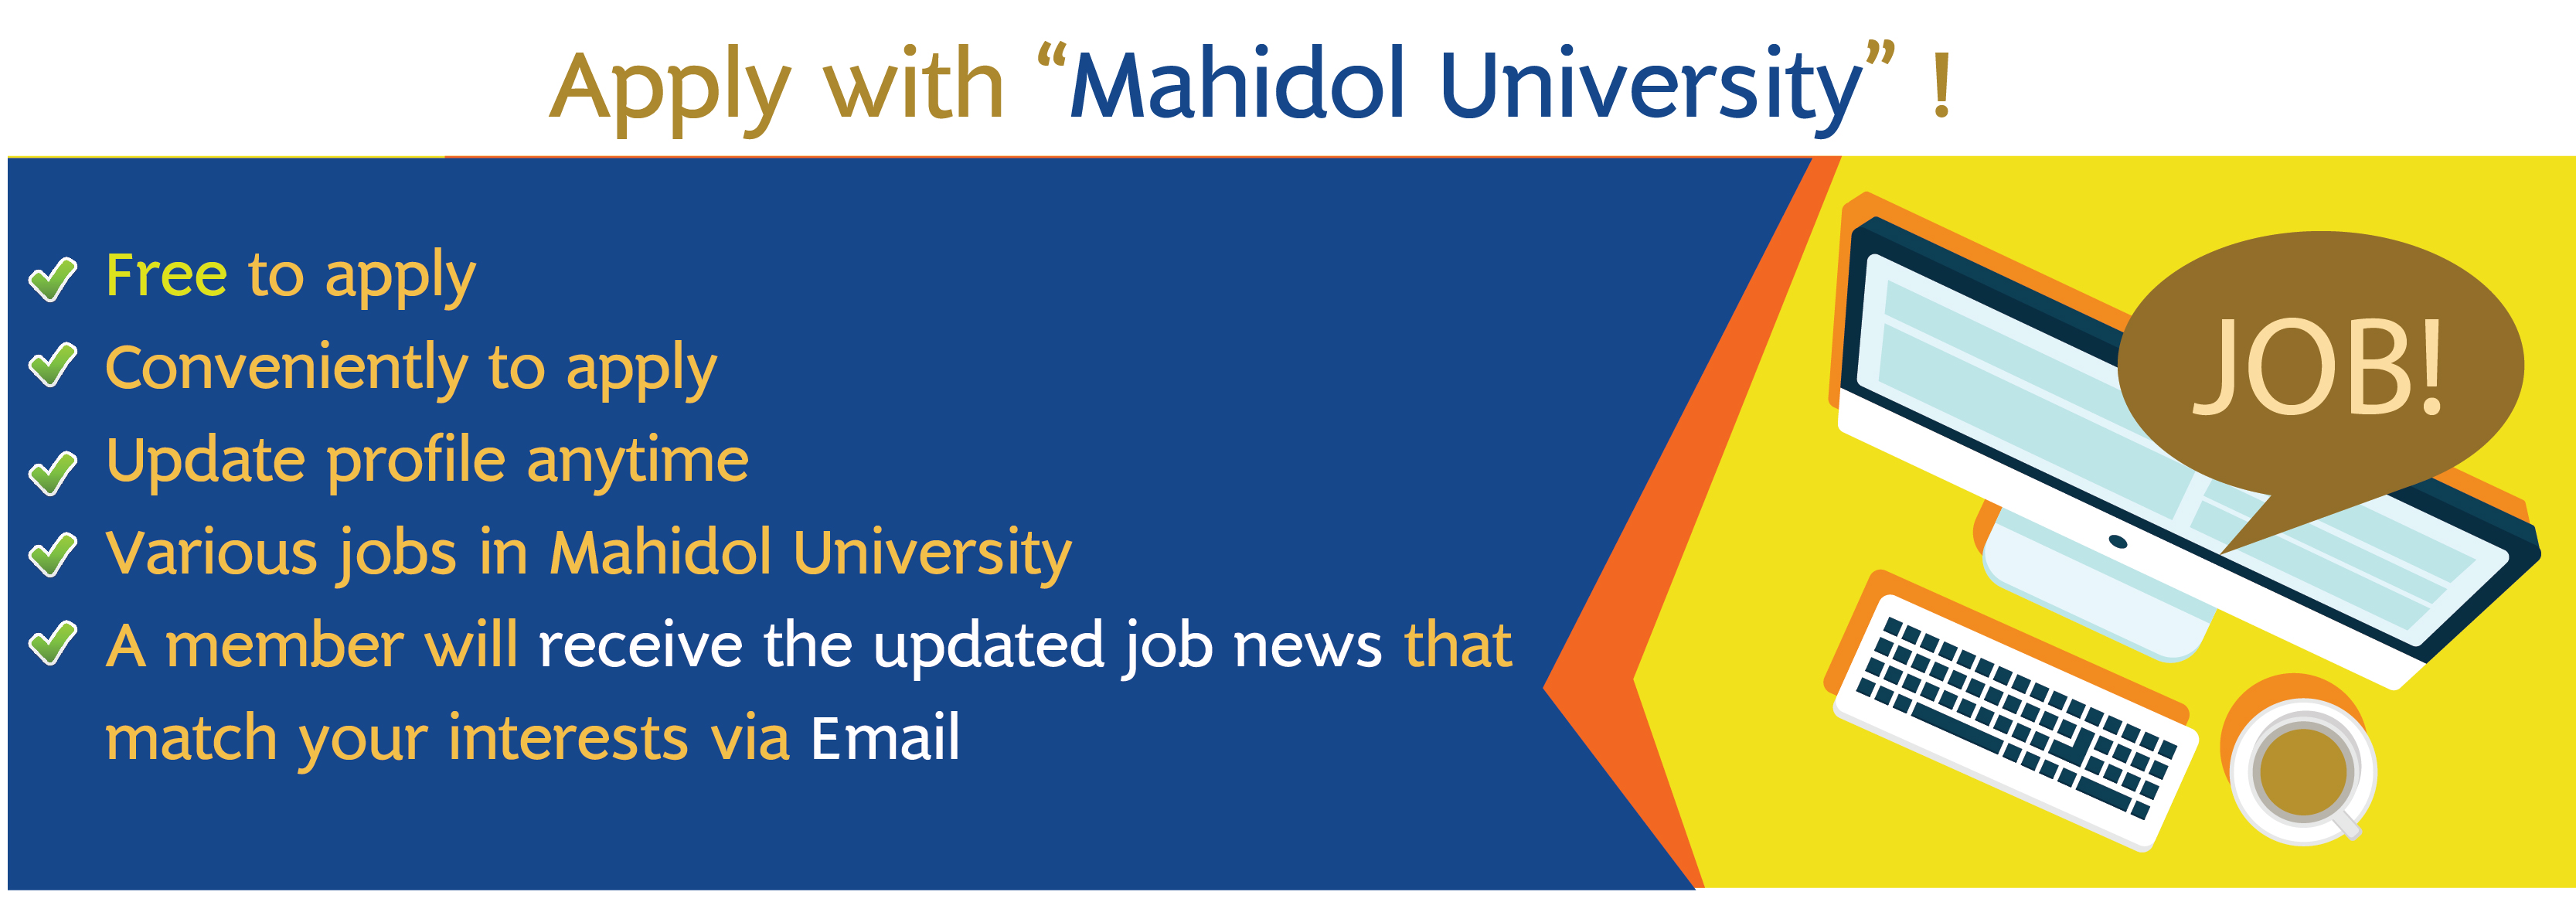 Apply with “Mahidol University” !
Free to apply
Conveniently to apply
Update profile anytime
Various jobs in Mahidol University
A member will receive the updated job news that
match your interests via Email
JOB!